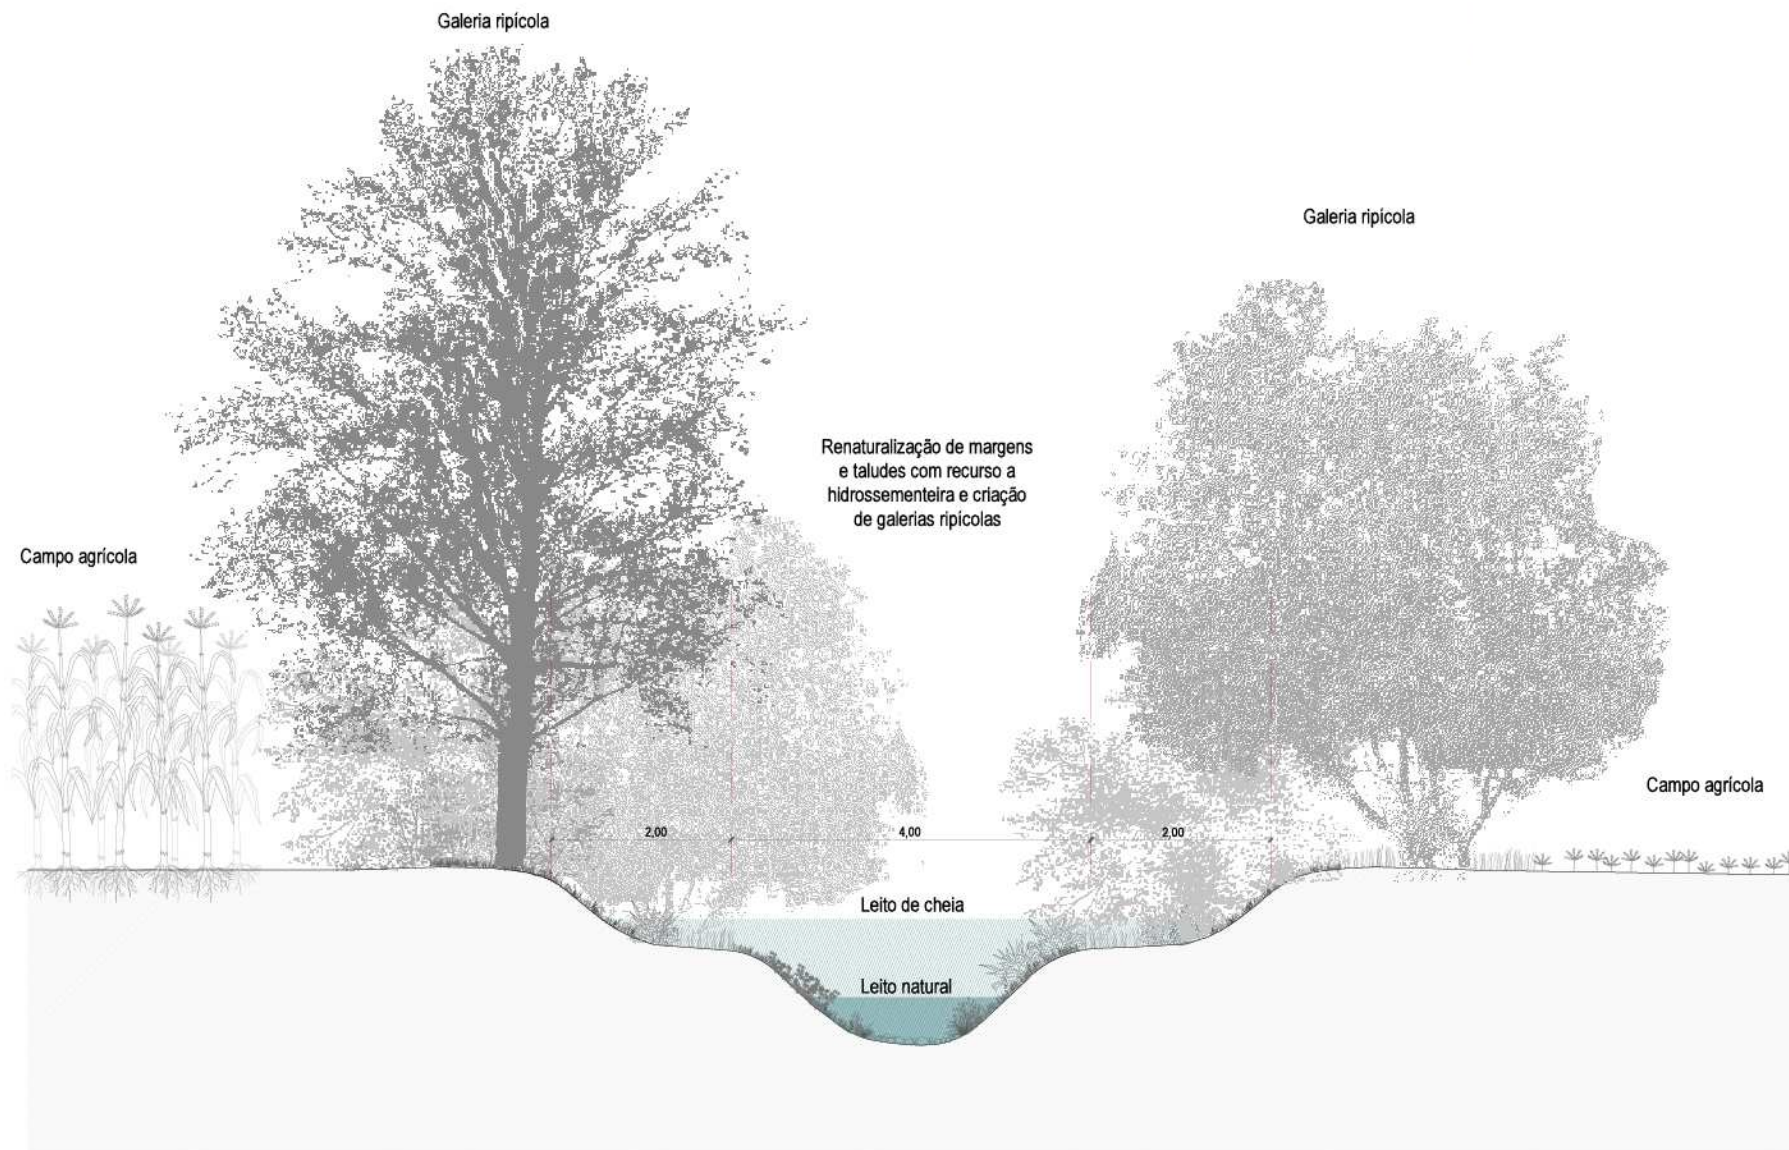 Galeria ripícola
Galeria ripícola
Renaturalização de margens
e taludes com recurso a
hidrossementeira e criação
de galerias ripícolas
Campo agrícola
Campo agrícola
2,00
4,00
2,00
Leito de cheia
Leito natural